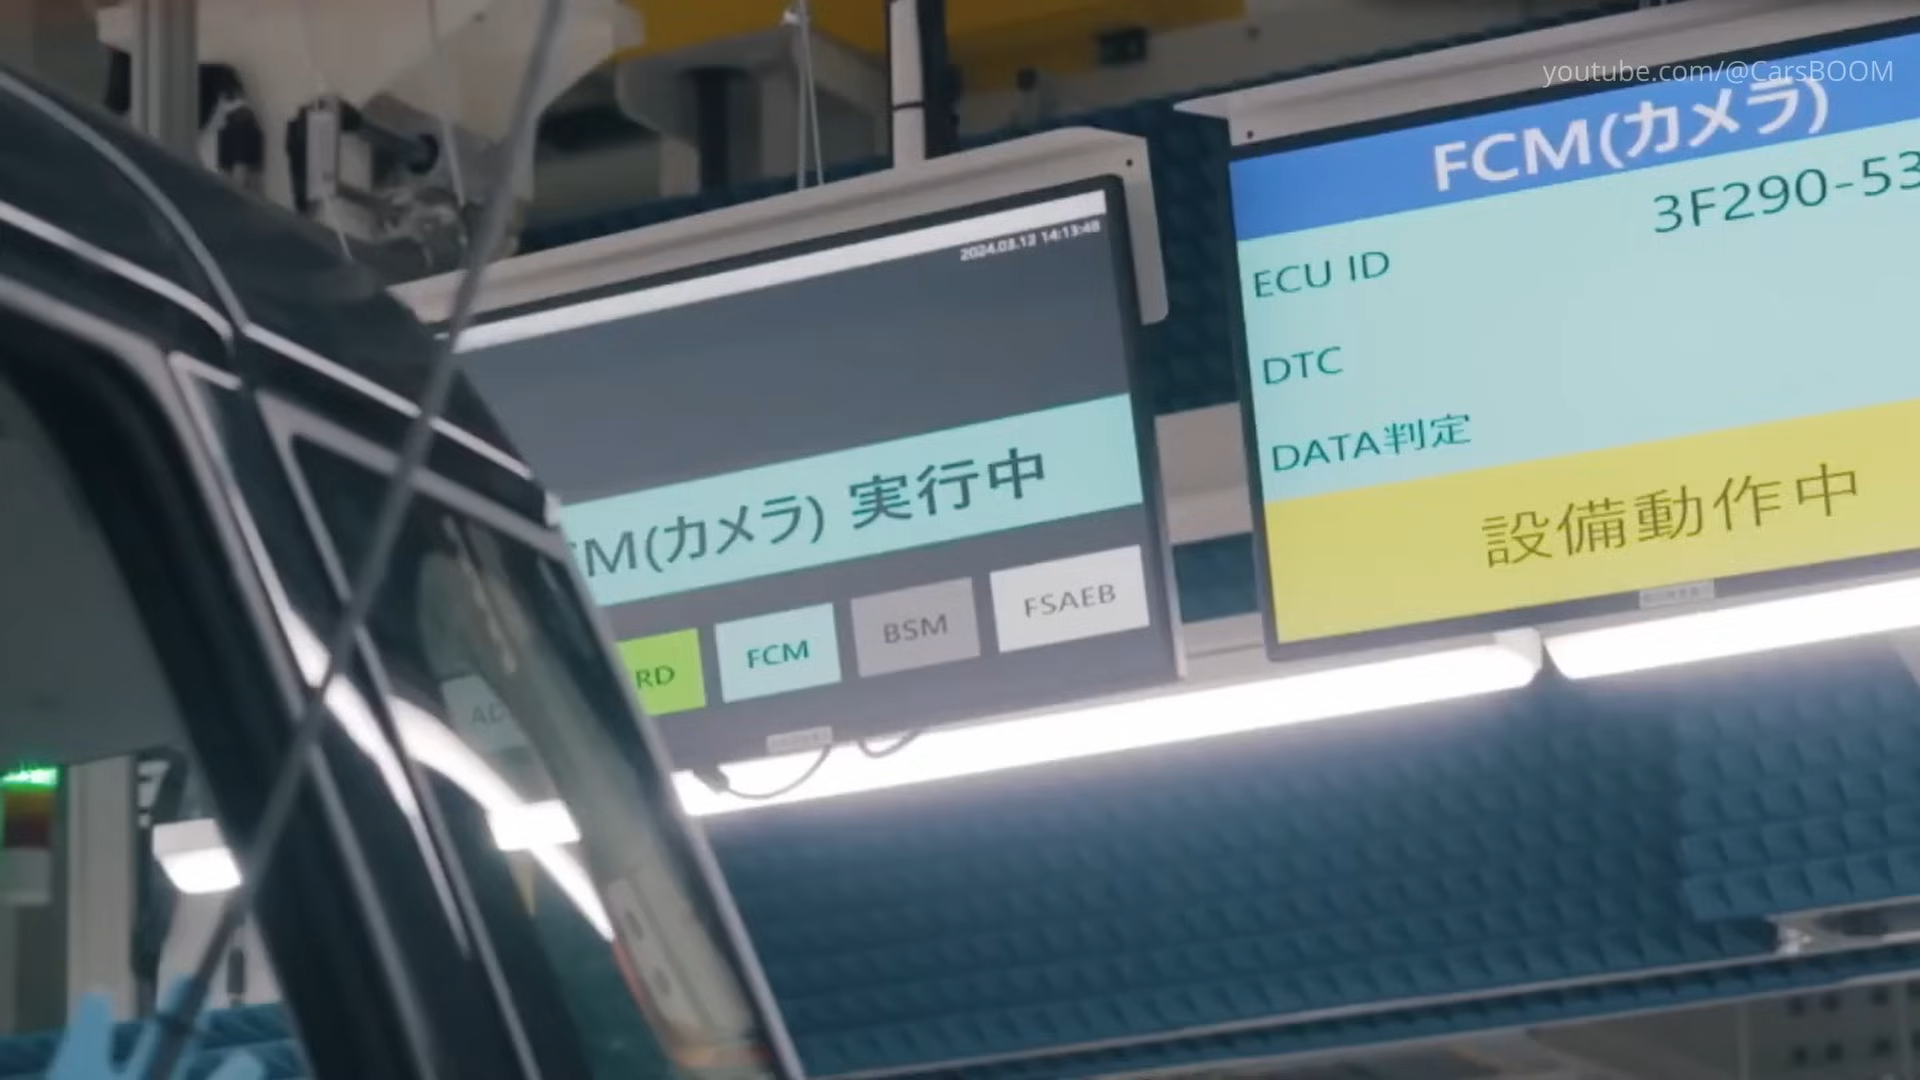 youtube.com/@CarsBOOM
2024.03.12 14:13:48
M(カメラ) 実行中
RD
FCM
BSM
FSAEB
FCM(カメラ)
3F290-53
ECU ID
DTC
DATA判定
設備動作中